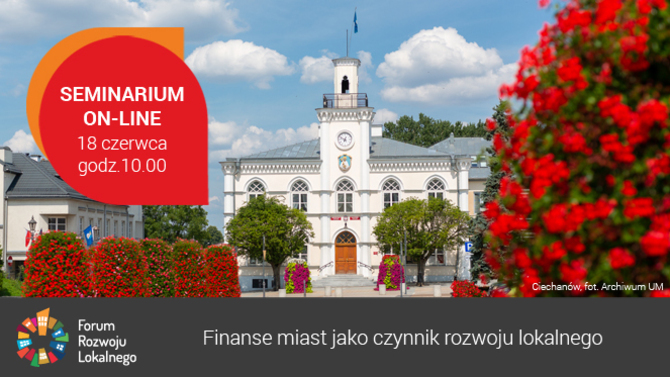 SEMINARIUM
ON-LINE
18 czerwca
godz.10.00
Ciechanów, fot. Archiwum UM
Forum
Rozwoju
Lokalnego
Finanse miast jako czynnik rozwoju lokalnego